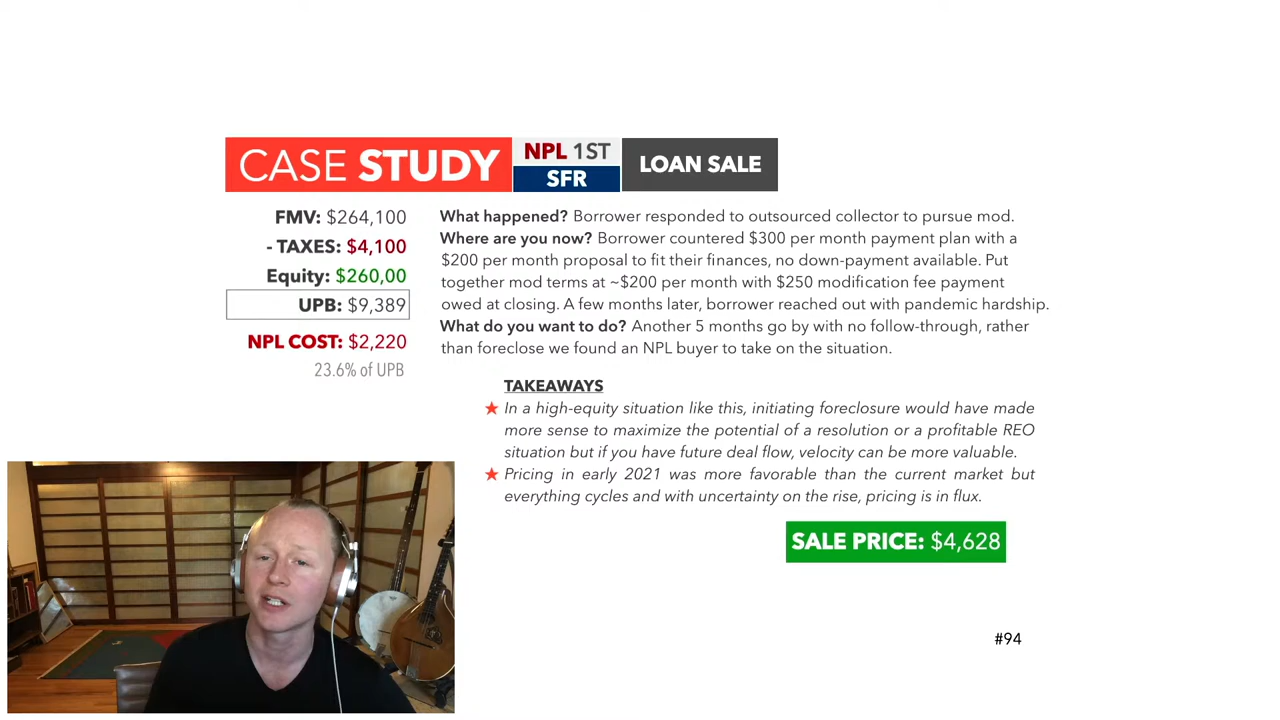 CASE STUDY
NPL 1ST
SFR
LOAN SALE
FMV: $264,100
- TAXES: $4,100
Equity: $260,00
UPB: $9,389
NPL COST: $2,220
23.6% of UPB
What happened? Borrower responded to outsourced collector to pursue mod.
Where are you now? Borrower countered $300 per month payment plan with a
$200 per month proposal to fit their finances, no down-payment available. Put
together mod terms at ~$200 per month with $250 modification fee payment
owed at closing. A few months later, borrower reached out with pandemic hardship.
What do you want to do? Another 5 months go by with no follow-through, rather
than foreclose we found an NPL buyer to take on the situation.
TAKEAWAYS
★ In a high-equity situation like this, initiating foreclosure would have made
more sense to maximize the potential of a resolution or a profitable REO
situation but if you have future deal flow, velocity can be more valuable.
★ Pricing in early 2021 was more favorable than the current market but
everything cycles and with uncertainty on the rise, pricing is in flux.
SALE PRICE: $4,628
#94